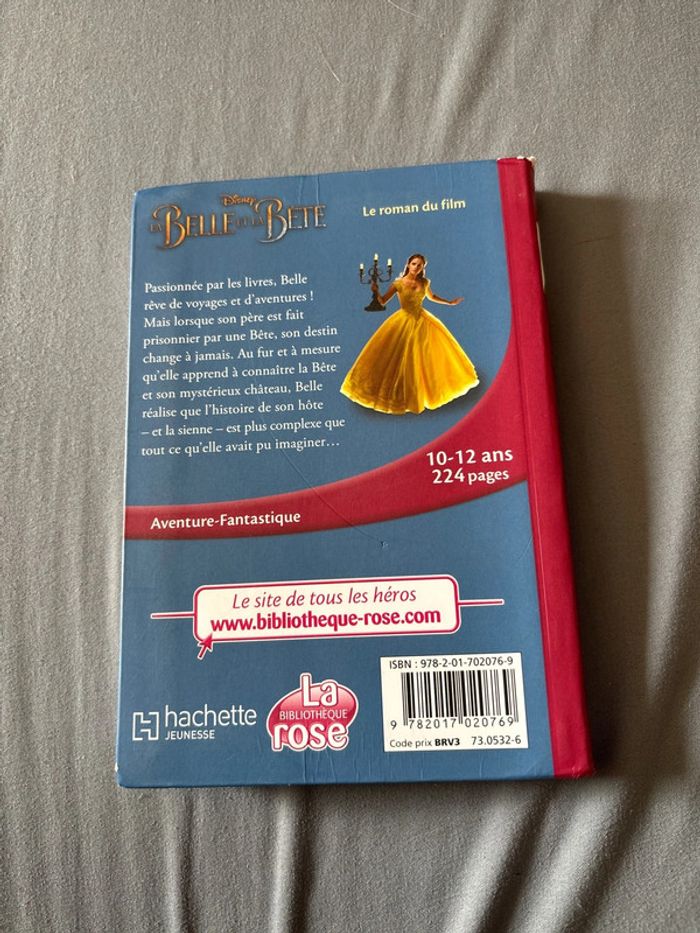 Disney
LA BELLE ET LA BÊTE
Le roman du film
Passionnée par les livres, Belle
rêve de voyages et d'aventures !
Mais lorsque son père est fait
prisonnier par une Bête, son destin
change à jamais. Au fur et à mesure
qu'elle apprend à connaître la Bête
et son mystérieux château, Belle
réalise que l'histoire de son hôte
– et la sienne – est plus complexe que
tout ce qu'elle avait pu imaginer…
10-12 ans
224 pages
Aventure-Fantastique
Le site de tous les héros
www.bibliotheque-rose.com
hachette
JEUNESSE
La
BIBLIOTHÈQUE
rose
ISBN : 978-2-01-702076-9
9 782017 020769
Code prix BRV3 73.0532-6